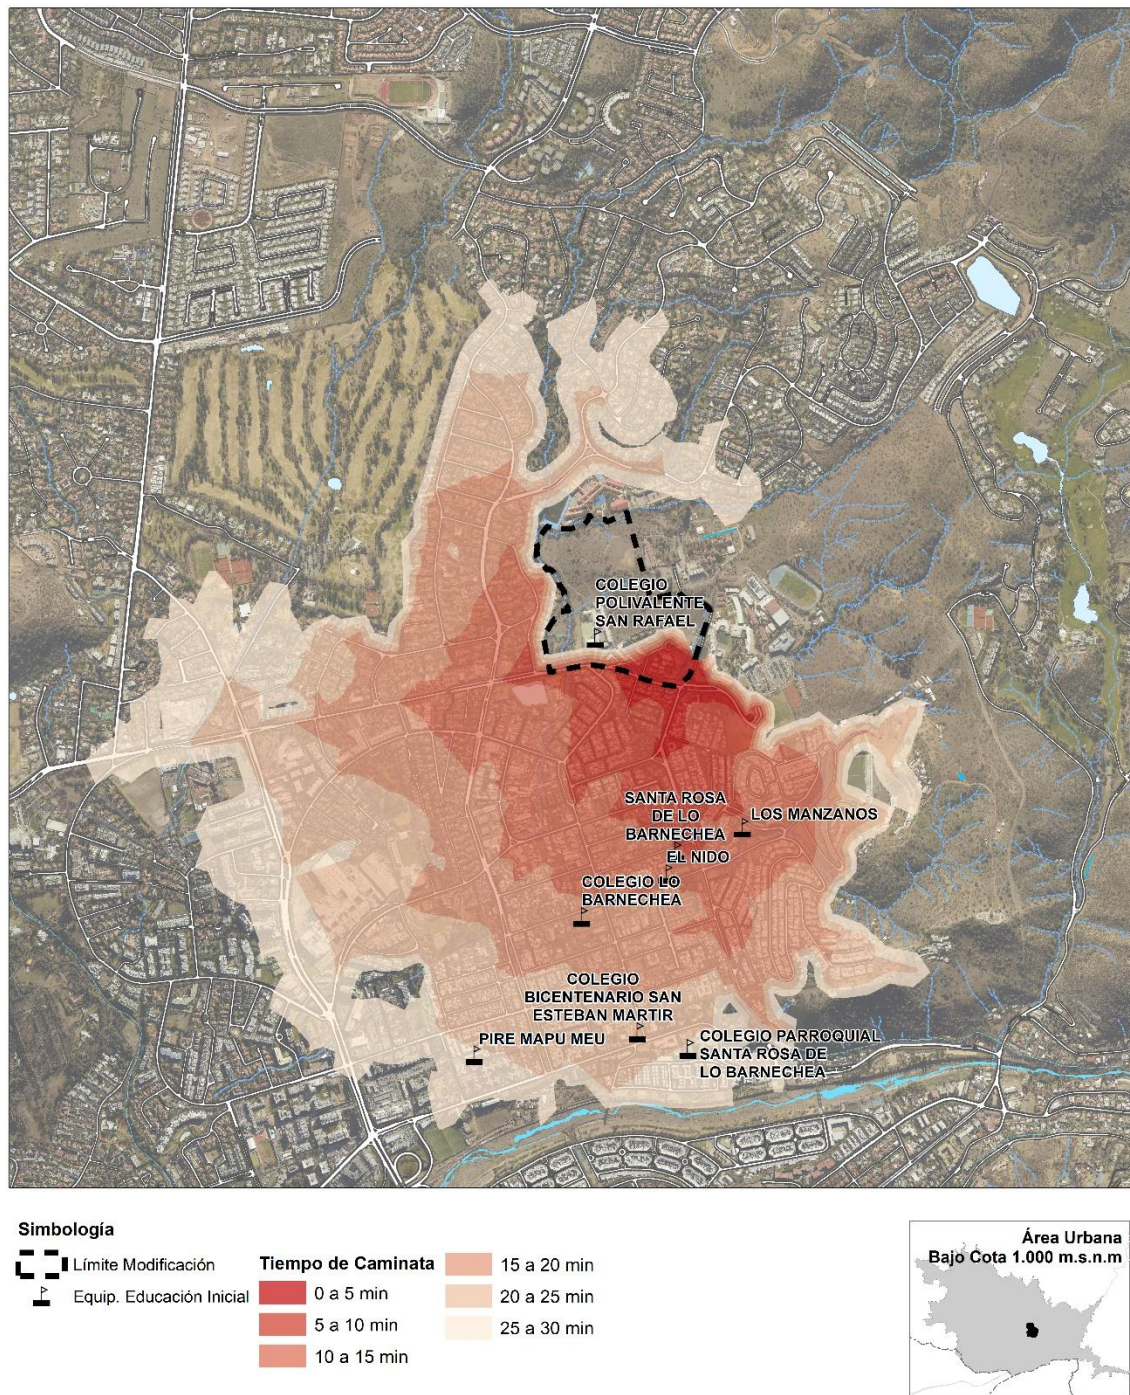 COLEGIO
POLIVALENTE
SAN RAFAEL
SANTA ROSA
DE LO
BARNECHEA
LOS MANZANOS
EL NIDO
COLEGIO LO
BARNECHEA
COLEGIO
BICENTENARIO SAN
ESTEBAN MARTIR
PIRE MAPU MEU
COLEGIO PARROQUIAL
SANTA ROSA DE
LO BARNECHEA
Simbología
Límite Modificación
Equip. Educación Inicial
Tiempo de Caminata
0 a 5 min
5 a 10 min
10 a 15 min
15 a 20 min
20 a 25 min
25 a 30 min
Área Urbana
Bajo Cota 1.000 m.s.n.m